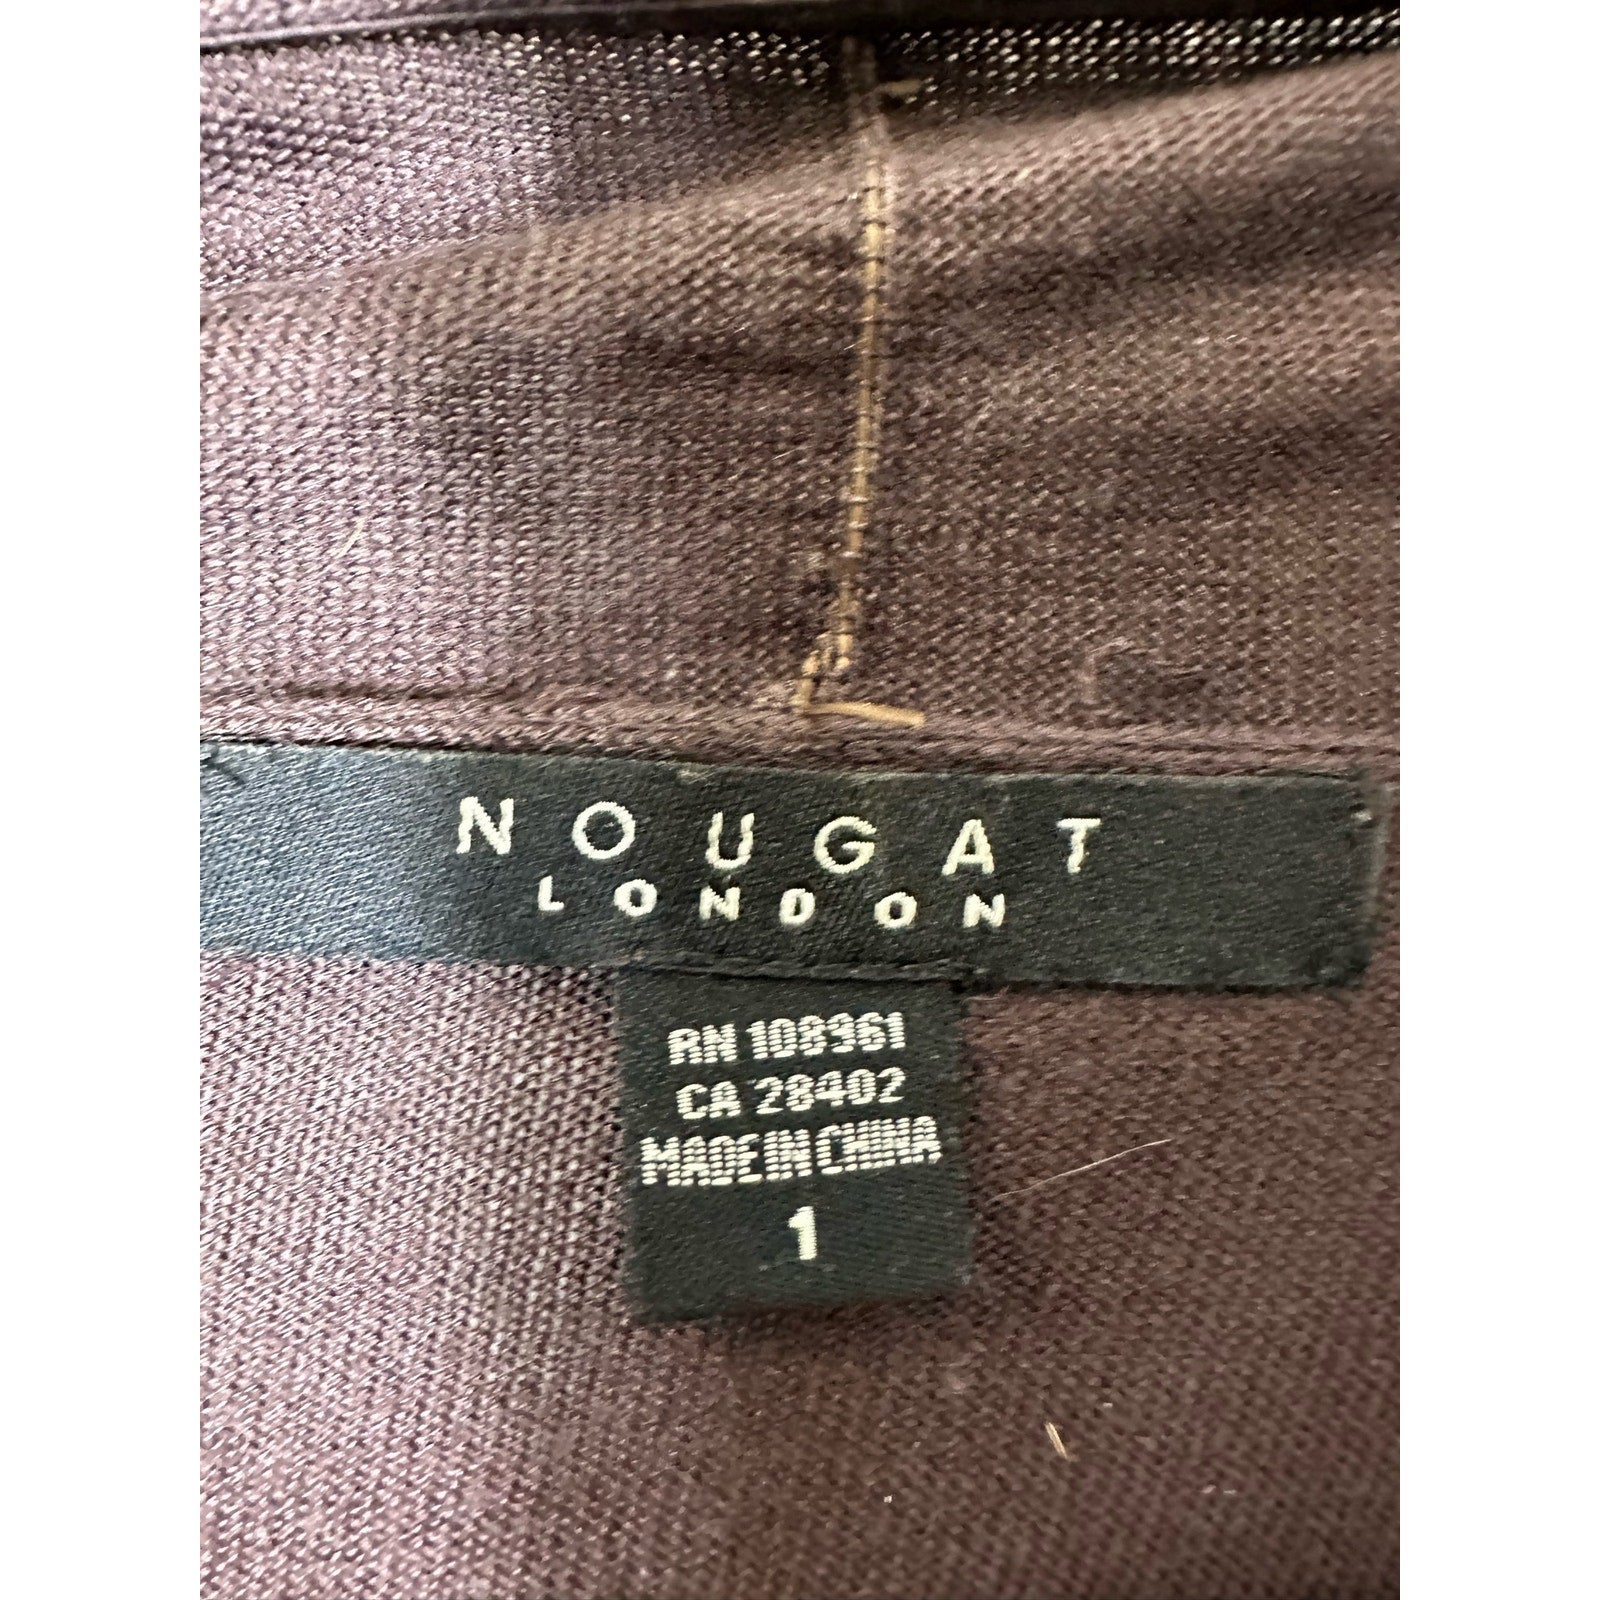 NOUGAT
LONDON
RN 108961
CA 28402
MADE IN CHINA
1